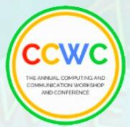 CCWC
THE ANNUAL COMPUTING AND
COMMUNICATION WORKSHOP
AND CONFERENCE